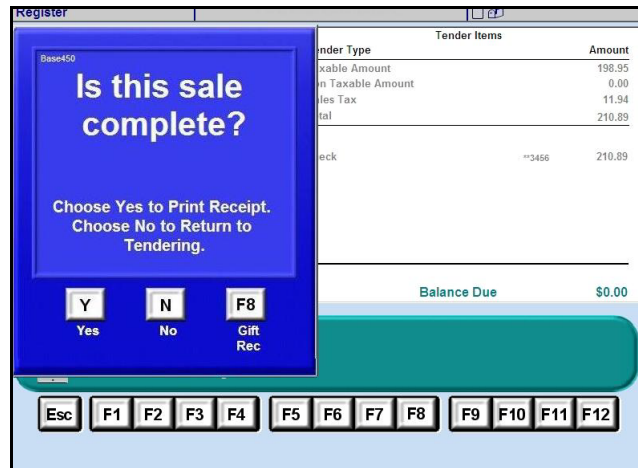 Register
Base450
Is this sale
complete?
Choose Yes to Print Receipt.
Choose No to Return to
Tendering.
Y N F8
Yes No Gift
Rec
Tender Items
ender Type Amount
xable Amount 198.95
on Taxable Amount 0.00
les Tax 11.94
tal 210.89
eck **3456 210.89
Balance Due $0.00
Esc F1 F2 F3 F4 F5 F6 F7 F8 F9 F10 F11 F12